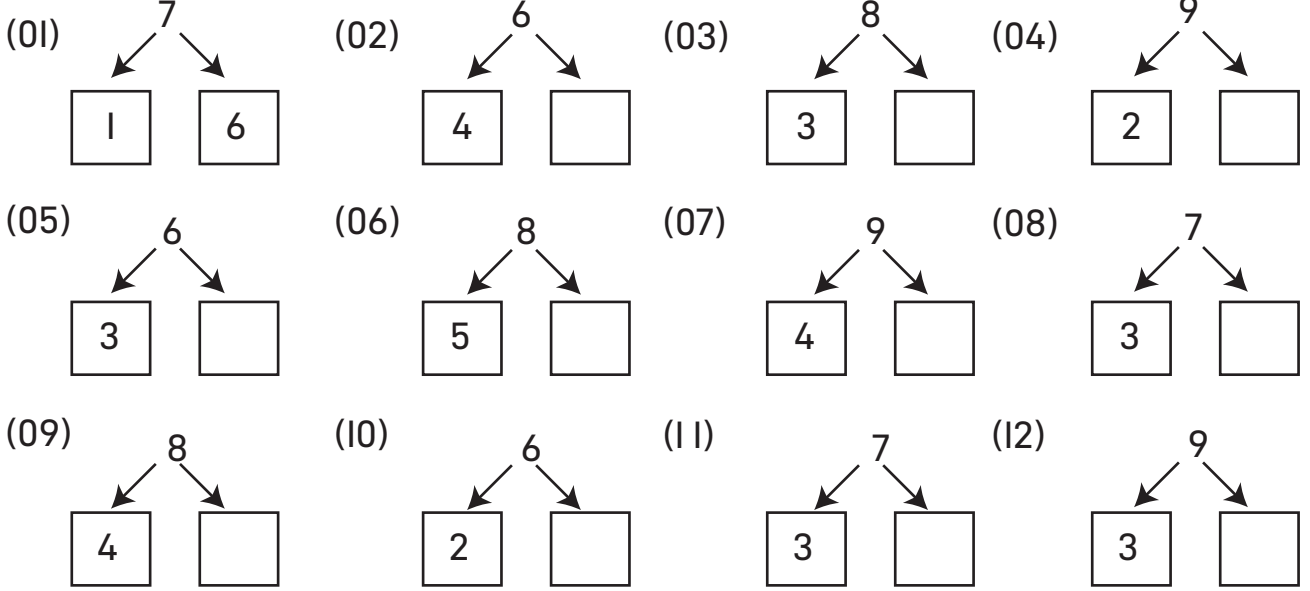 (01) 7 (02) 6 (03) 8 (04) 9
1 6 4 3 2
(05) 6 (06) 8 (07) 9 (08) 7
3 5 4 3
(09) 8 (10) 6 (11) 7 (12) 9
4 2 3 3